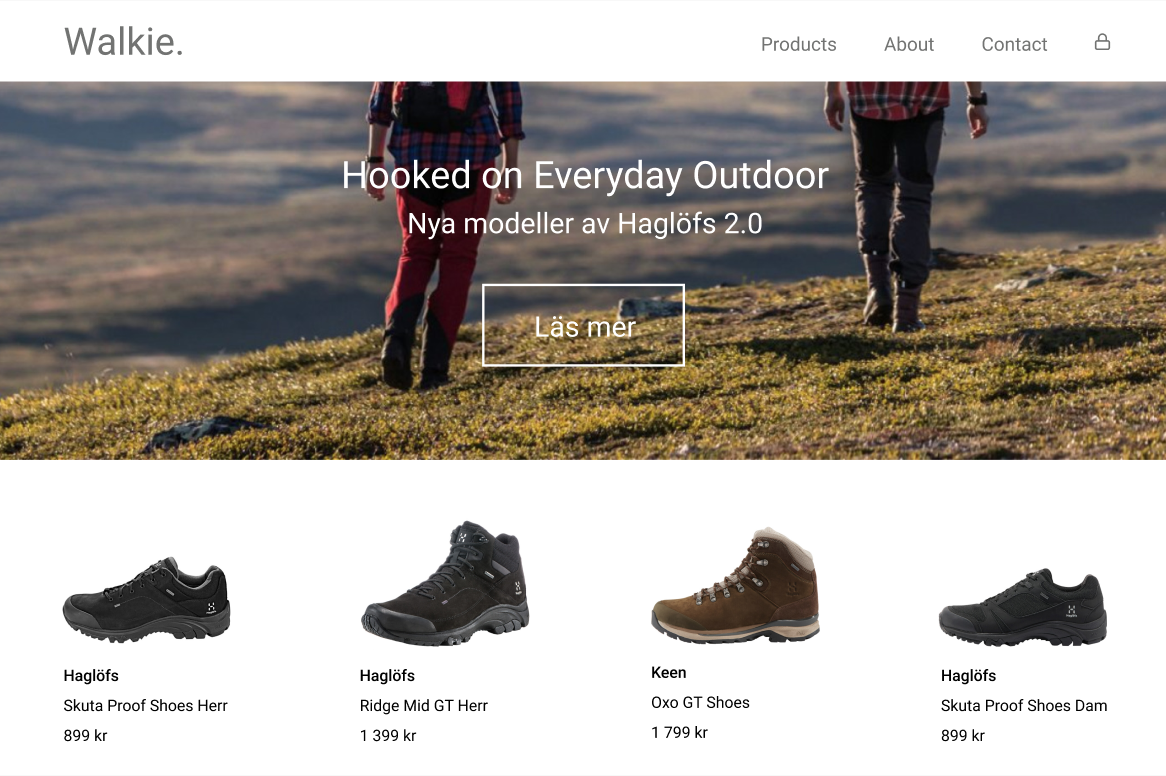 Walkie.
Products About Contact
Hooked on Everyday Outdoor
Nya modeller av Haglöfs 2.0
Läs mer
Haglöfs
Skuta Proof Shoes Herr
899 kr
Haglöfs
Ridge Mid GT Herr
1 399 kr
Keen
Oxo GT Shoes
1 799 kr
Haglöfs
Skuta Proof Shoes Dam
899 kr